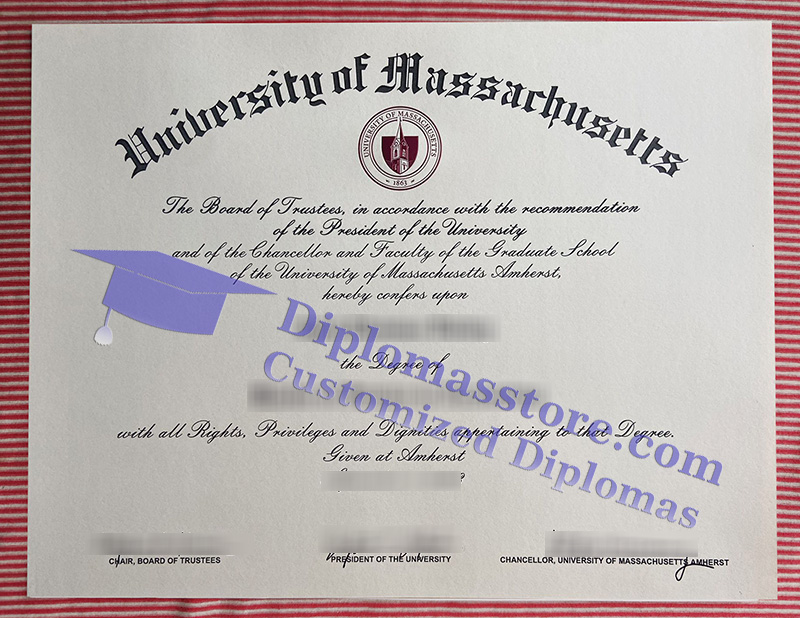 University of Massachusetts
UNIVERSITY OF MASSACHUSETTS
1863
The Board of Trustees, in accordance with the recommendation
of the President of the University
and of the Chancellor and Faculty of the Graduate School
of the University of Massachusetts Amherst,
hereby confers upon
the Degree of
with all Rights, Privileges and Dignities appertaining to that Degree.
Given at Amherst
CHAIR, BOARD OF TRUSTEES
PRESIDENT OF THE UNIVERSITY
CHANCELLOR, UNIVERSITY OF MASSACHUSETTS AMHERST
Diplomasstore.com
Customized Diplomas